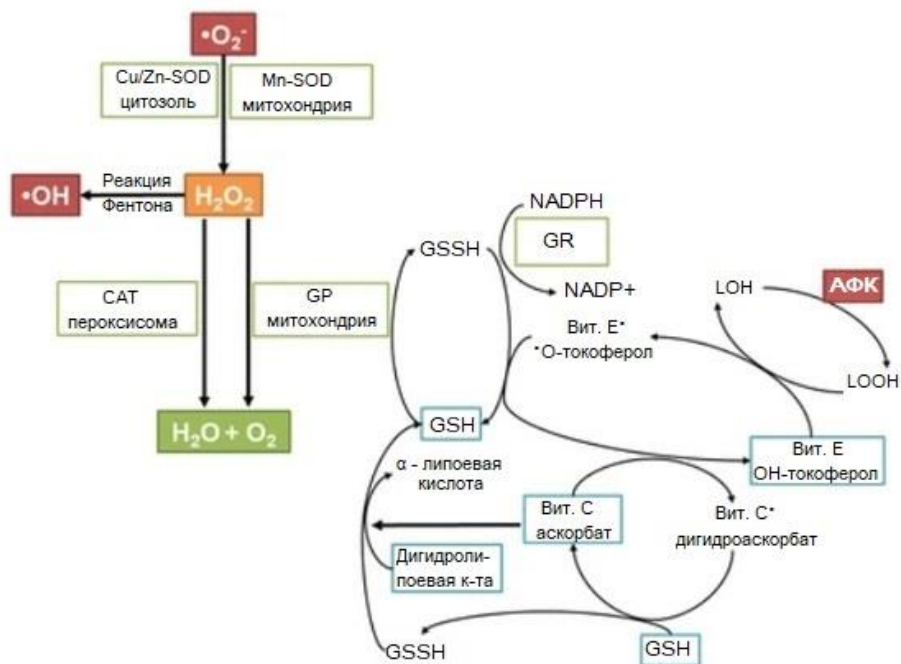 •O₂⁻
Cu/Zn-SOD
цитозоль
Mn-SOD
митохондрия
•OH
Реакция
Фентона
H₂O₂
CAT
пероксисома
GP
митохондрия
H₂O + O₂
NADPH
GSSH
GR
NADP+
LOH
АФК
Вит. E•
•О-токоферол
LOOH
GSH
Вит. E
ОН-токоферол
α - липоевая
кислота
Вит. C
аскорбат
Вит. C•
дигидроаскорбат
Дигидроли-
поевая к-та
GSSH
GSH